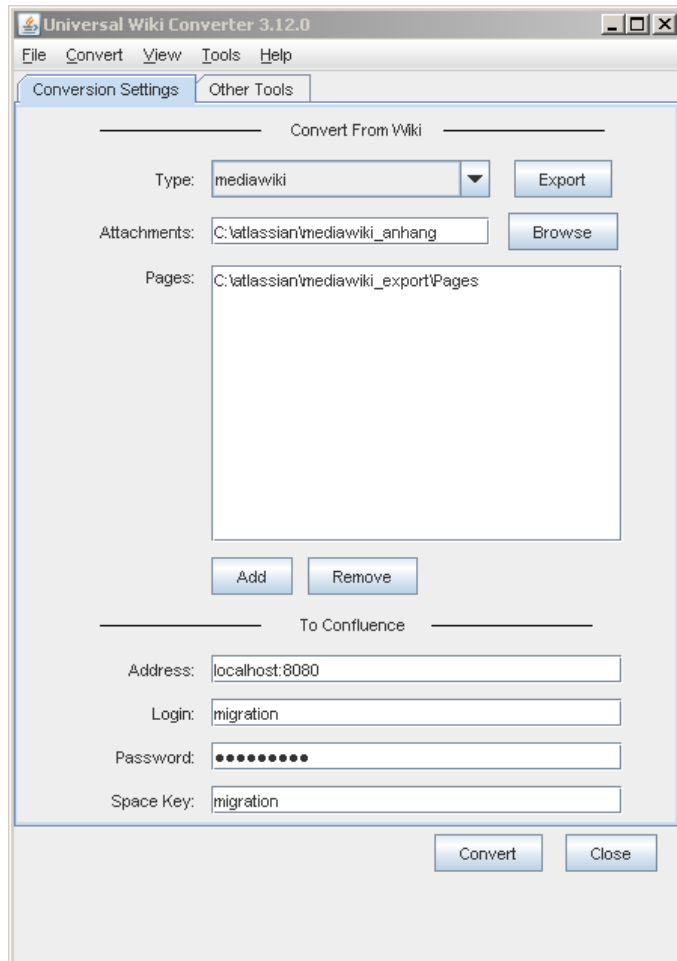 Universal Wiki Converter 3.12.0
File Convert View Tools Help
Conversion Settings Other Tools
Convert From Wiki
Type: mediawiki Export
Attachments: C:\atlassian\mediawiki_anhang Browse
Pages: C:\atlassian\mediawiki_export\Pages
Add Remove
To Confluence
Address: localhost:8080
Login: migration
Password: ●●●●●●●●●
Space Key: migration
Convert Close